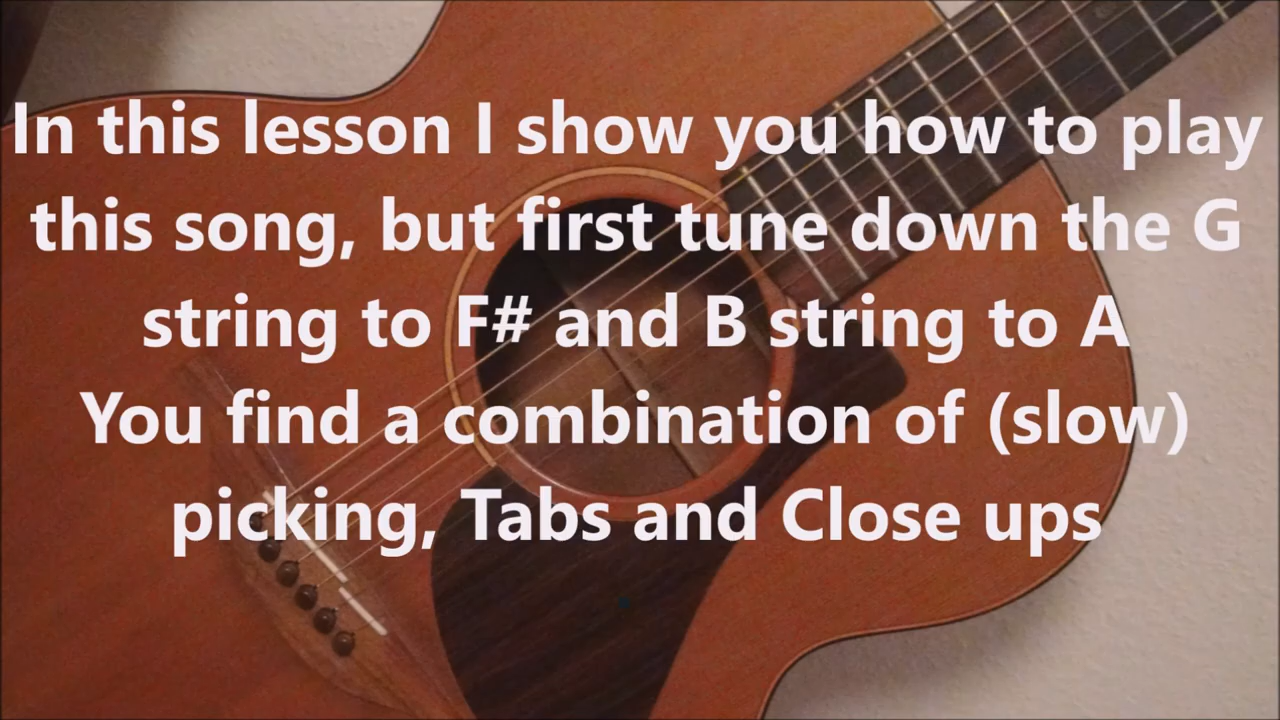 In this lesson I show you how to play
this song, but first tune down the G
string to F# and B string to A
You find a combination of (slow)
picking, Tabs and Close ups